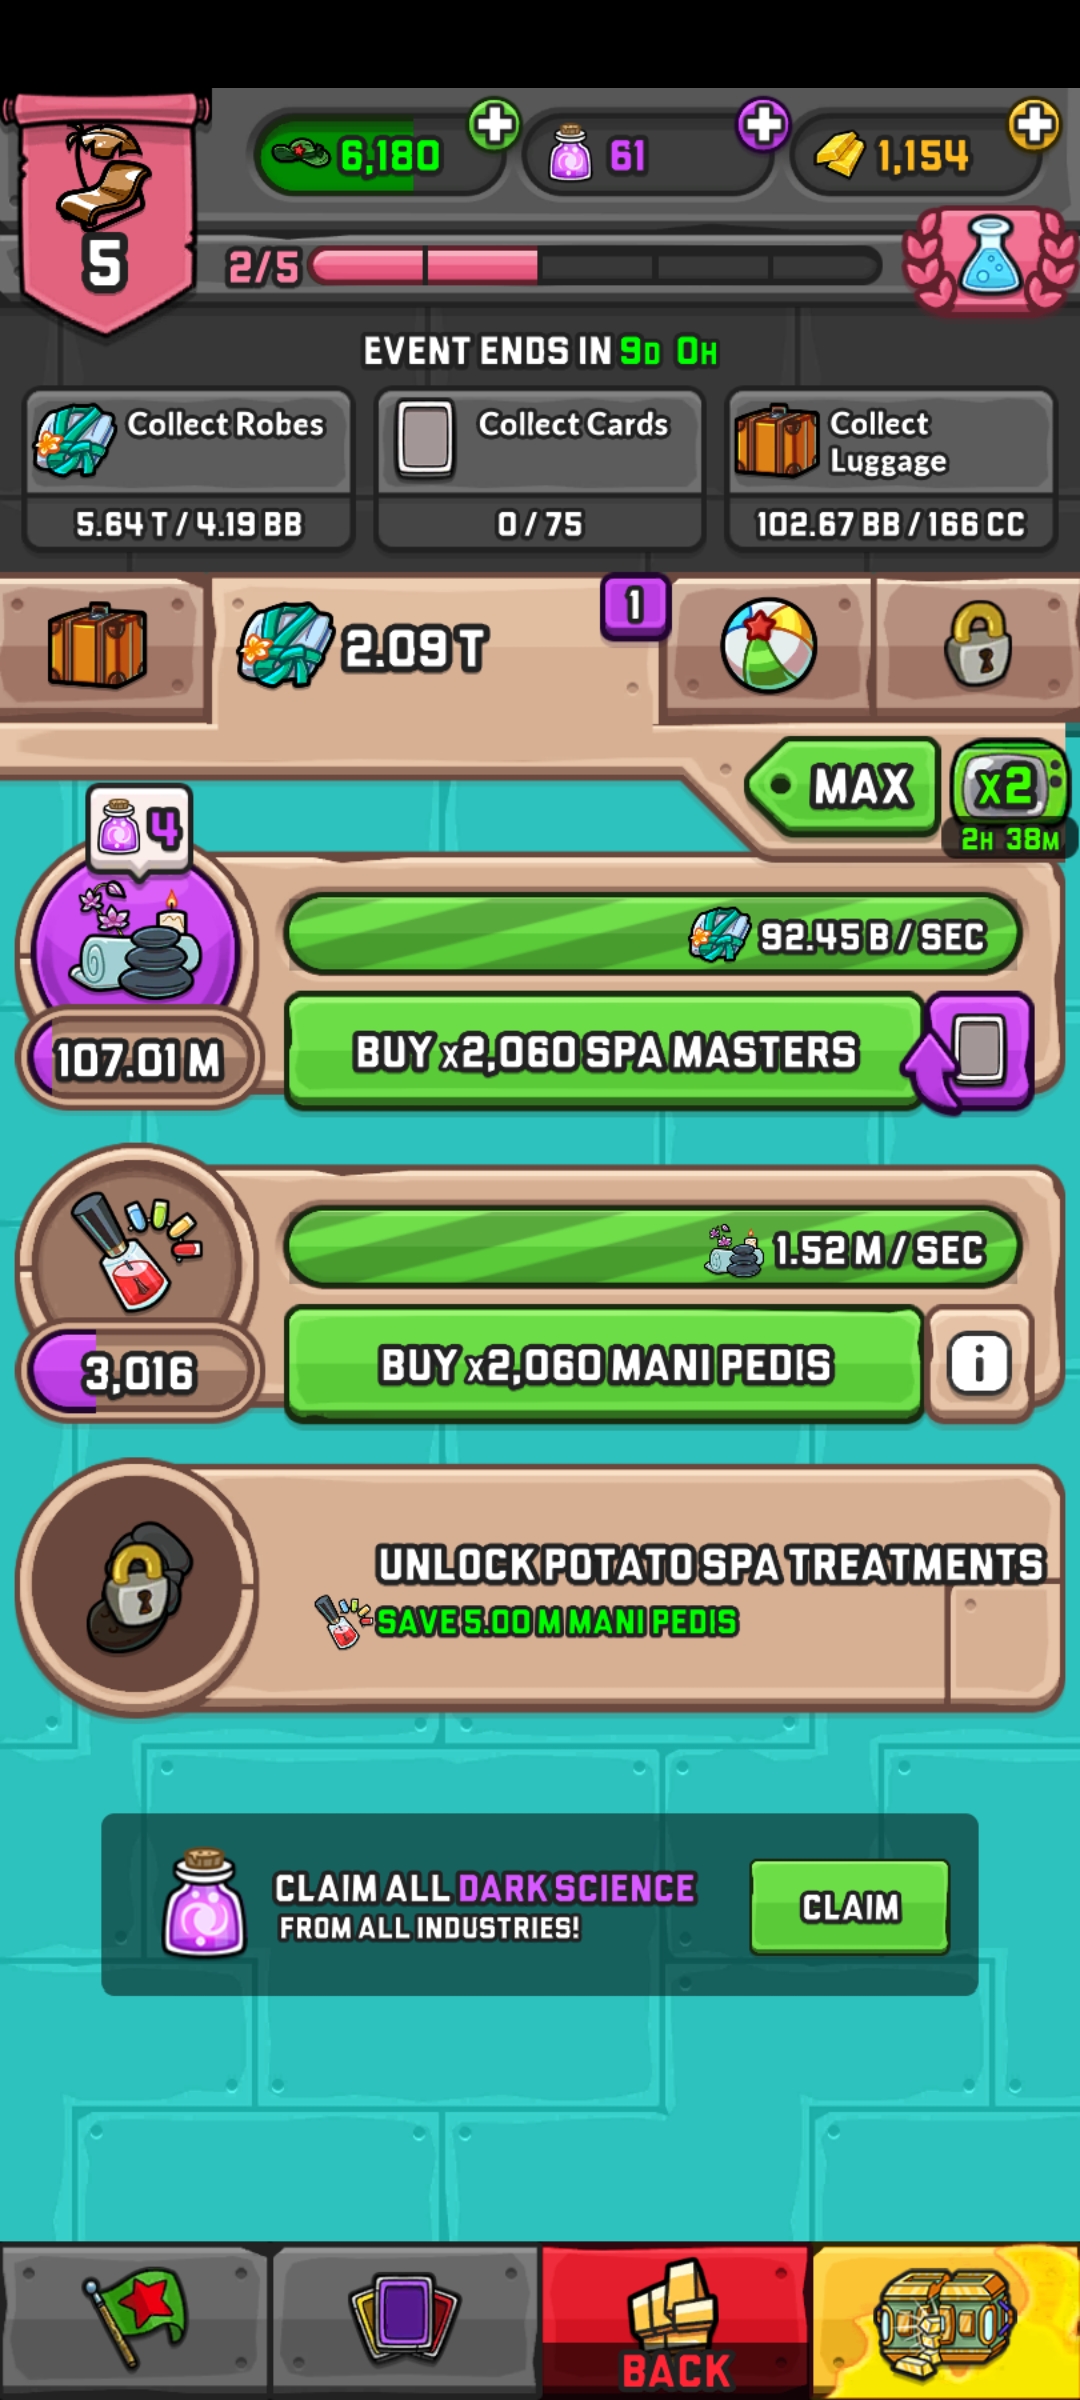 6,180
61
1,154
5
2/5
EVENT ENDS IN 9D 0H
Collect Robes
5.64 T / 4.19 BB
Collect Cards
0 / 75
Collect
Luggage
102.67 BB / 166 CC
2.09 T
1
MAX
x2
2H 38M
4
92.45 B / SEC
107.01 M
BUY x2,060 SPA MASTERS
1.52 M / SEC
3,016
BUY x2,060 MANI PEDIS
i
UNLOCK POTATO SPA TREATMENTS
SAVE 5.00 M MANI PEDIS
CLAIM ALL DARK SCIENCE
FROM ALL INDUSTRIES!
CLAIM
BACK